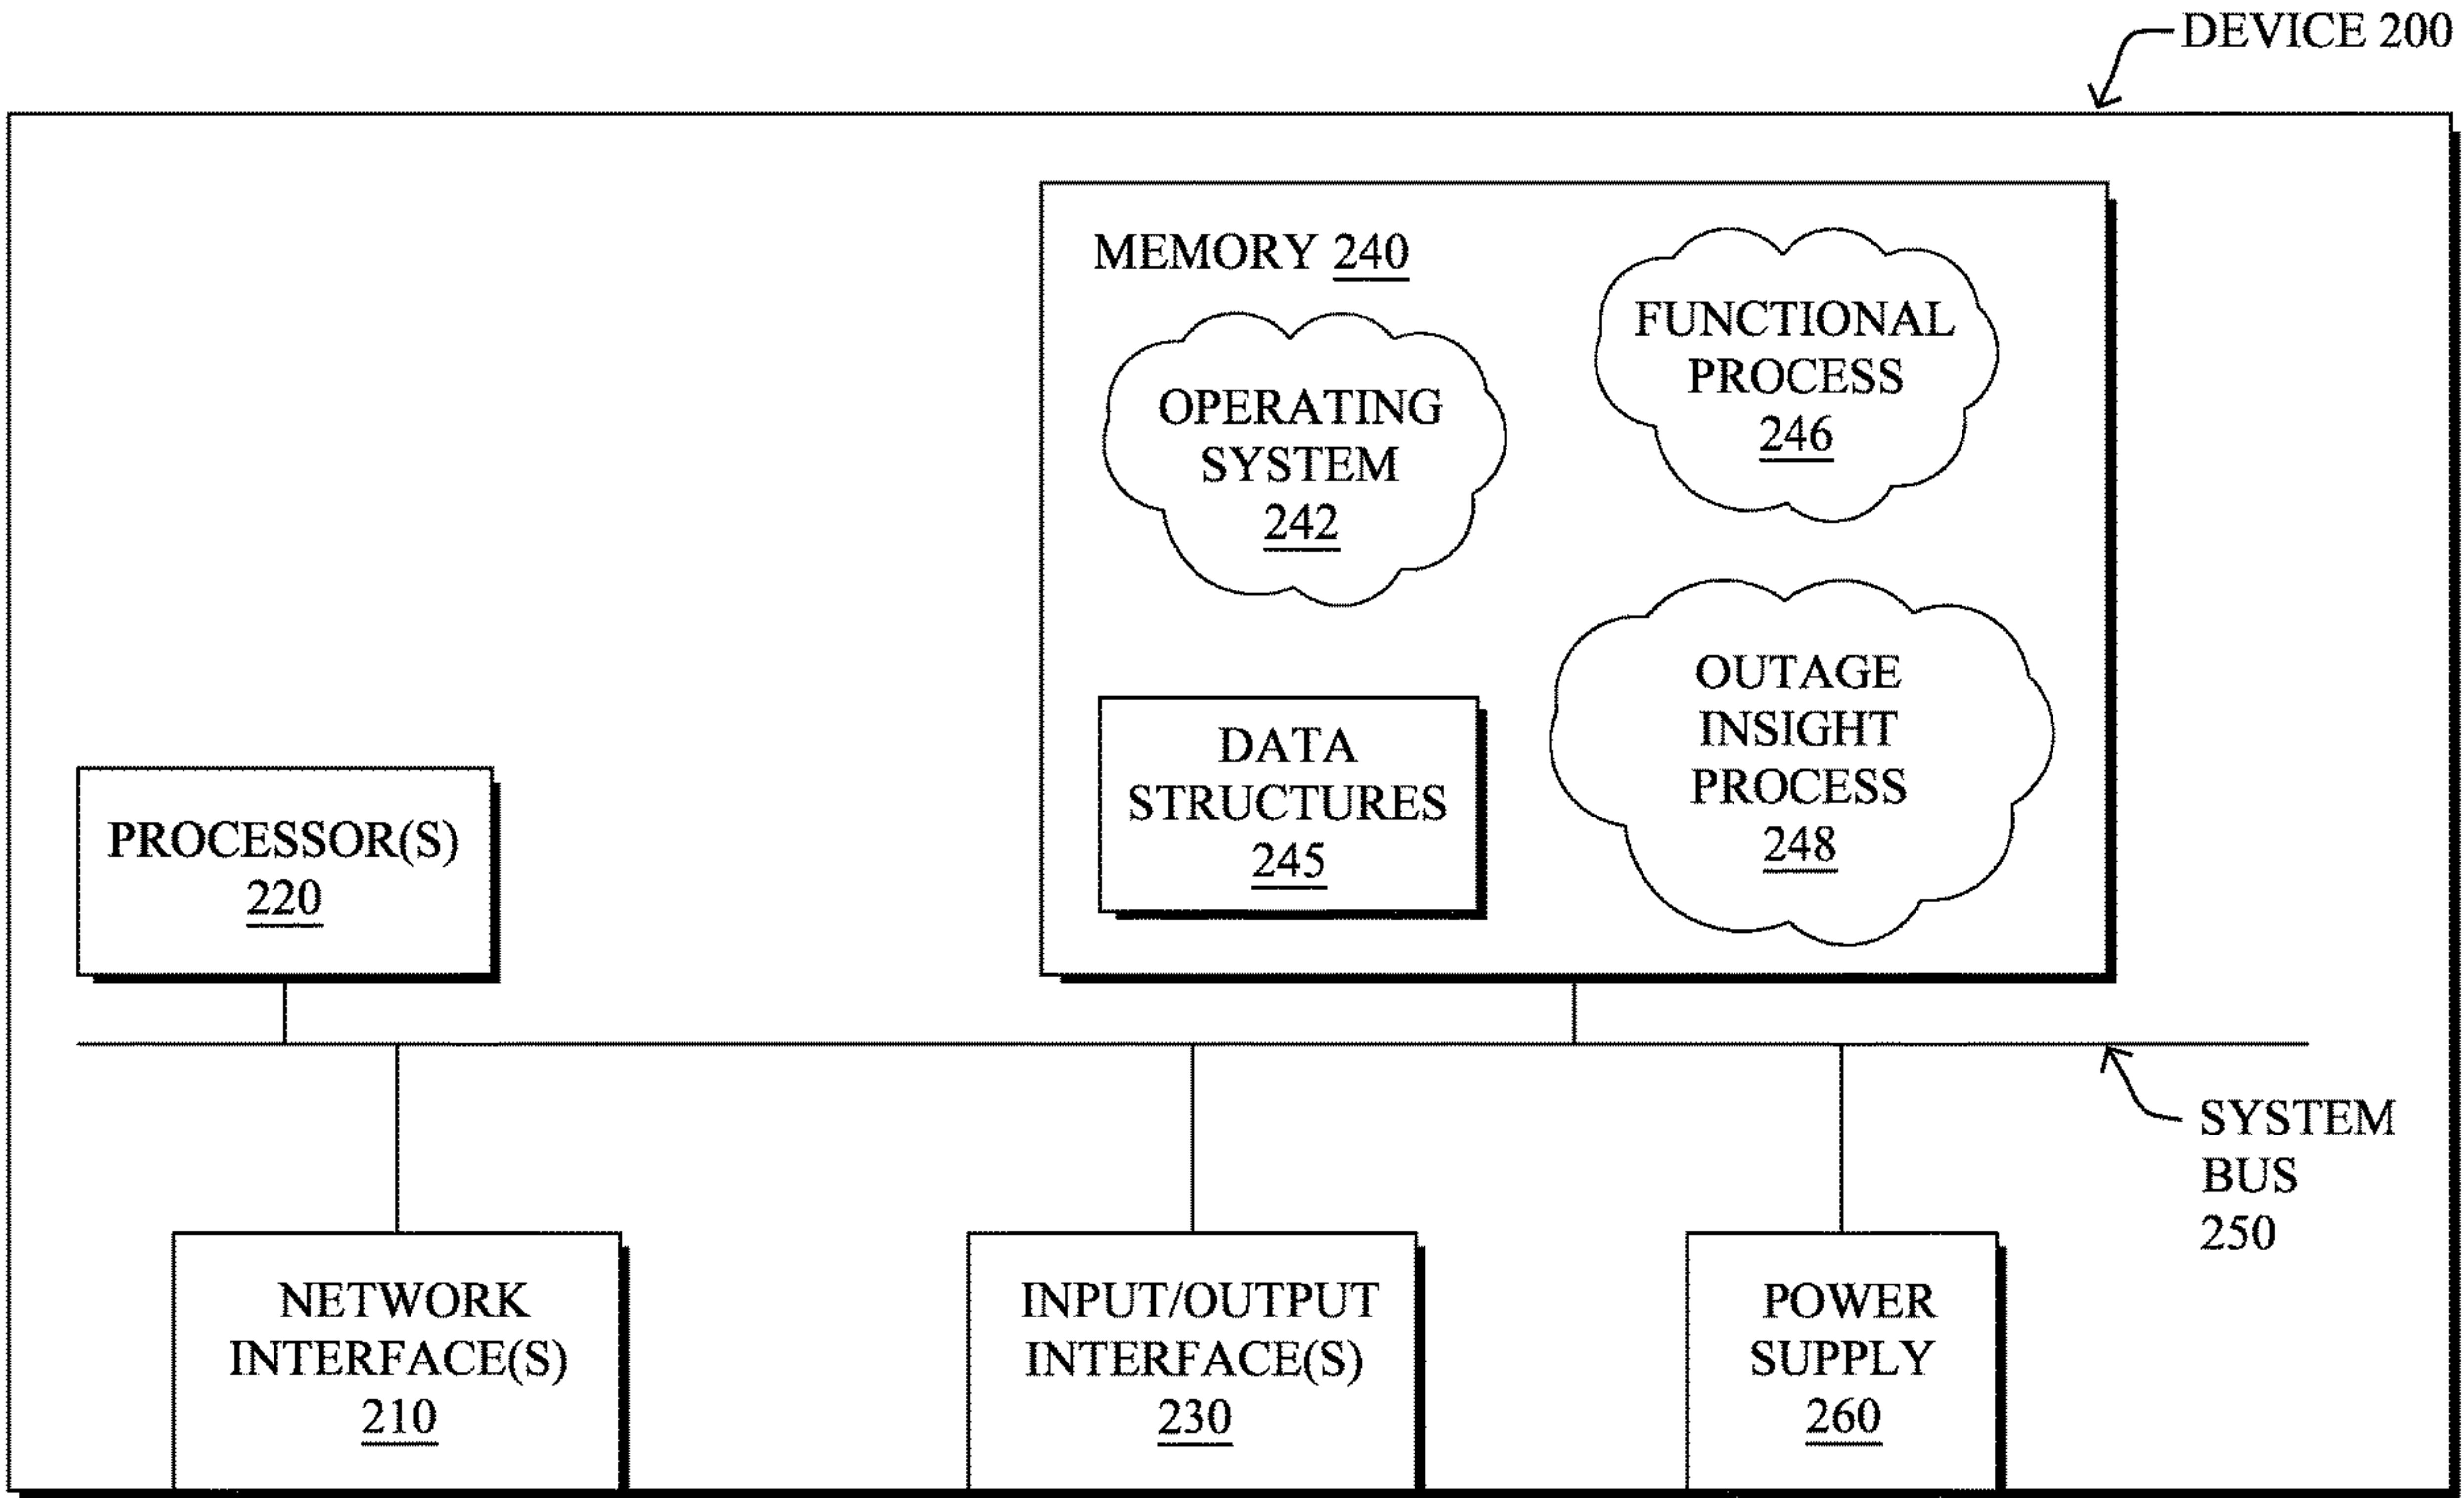 DEVICE 200
MEMORY 240
FUNCTIONAL
PROCESS
246
OPERATING
SYSTEM
242
OUTAGE
INSIGHT
PROCESS
248
DATA
STRUCTURES
245
PROCESSOR(S)
220
SYSTEM
BUS
250
NETWORK
INTERFACE(S)
210
INPUT/OUTPUT
INTERFACE(S)
230
POWER
SUPPLY
260